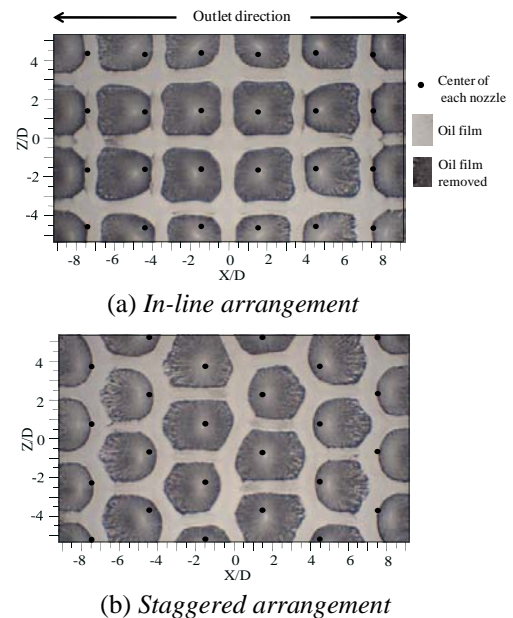 Outlet direction
4
2
0
-2
-4
Z/D
-8 -6 -4 -2 0 2 4 6 8
X/D
Center of
each nozzle
Oil film
Oil film
removed
(a) In-line arrangement
4
2
0
-2
-4
Z/D
-8 -6 -4 -2 0 2 4 6 8
X/D
(b) Staggered arrangement